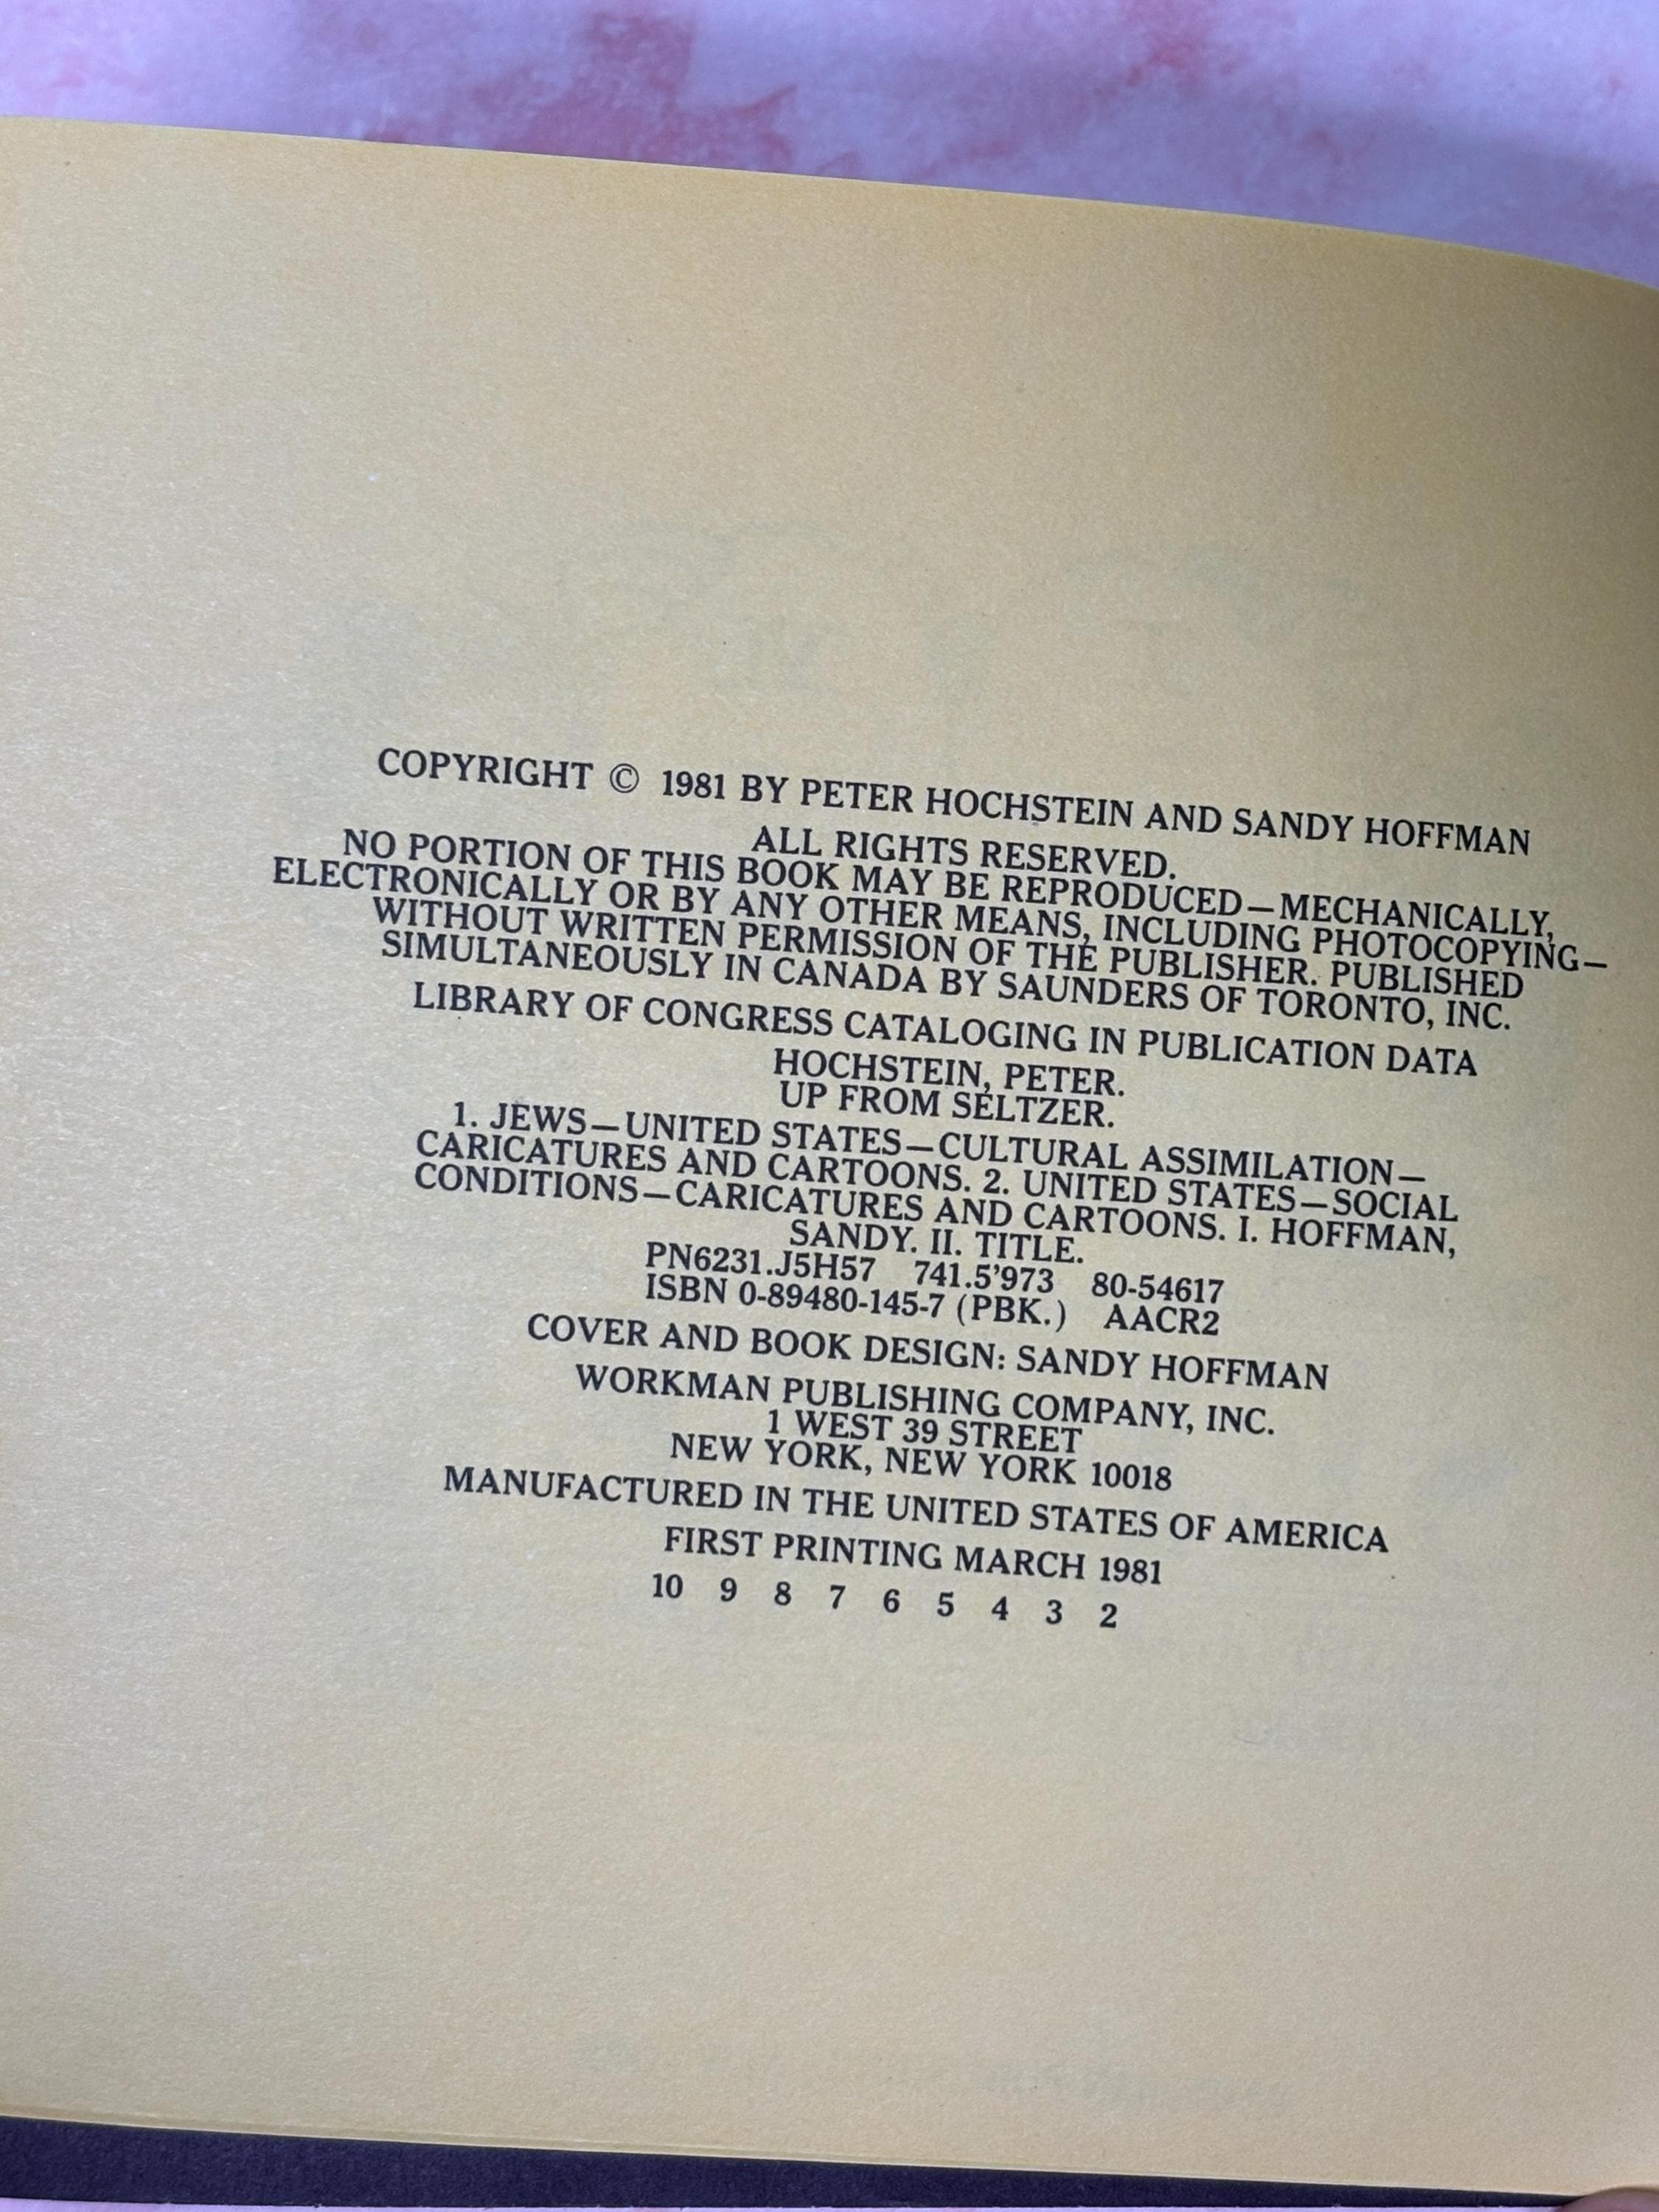 COPYRIGHT © 1981 BY PETER HOCHSTEIN AND SANDY HOFFMAN
ALL RIGHTS RESERVED.
NO PORTION OF THIS BOOK MAY BE REPRODUCED—MECHANICALLY,
ELECTRONICALLY OR BY ANY OTHER MEANS, INCLUDING PHOTOCOPYING—
WITHOUT WRITTEN PERMISSION OF THE PUBLISHER. PUBLISHED
SIMULTANEOUSLY IN CANADA BY SAUNDERS OF TORONTO, INC.
LIBRARY OF CONGRESS CATALOGING IN PUBLICATION DATA
HOCHSTEIN, PETER.
UP FROM SELTZER.
1. JEWS—UNITED STATES—CULTURAL ASSIMILATION—
CARICATURES AND CARTOONS. 2. UNITED STATES—SOCIAL
CONDITIONS—CARICATURES AND CARTOONS. I. HOFFMAN,
SANDY. II. TITLE.
PN6231.J5H57 741.5'973 80-54617
ISBN 0-89480-145-7 (PBK.) AACR2
COVER AND BOOK DESIGN: SANDY HOFFMAN
WORKMAN PUBLISHING COMPANY, INC.
1 WEST 39 STREET
NEW YORK, NEW YORK 10018
MANUFACTURED IN THE UNITED STATES OF AMERICA
FIRST PRINTING MARCH 1981
10 9 8 7 6 5 4 3 2